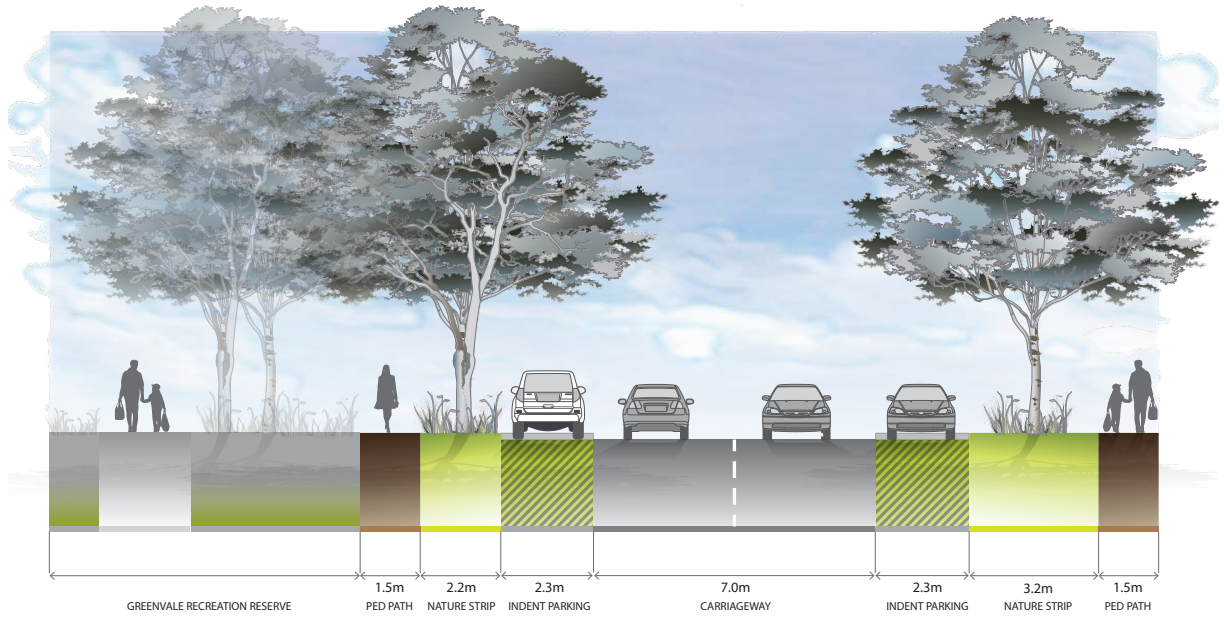 1.5m 2.2m 2.3m 7.0m 2.3m 3.2m 1.5m
GREENVALE RECREATION RESERVE PED PATH NATURE STRIP INDENT PARKING CARRIAGEWAY INDENT PARKING NATURE STRIP PED PATH